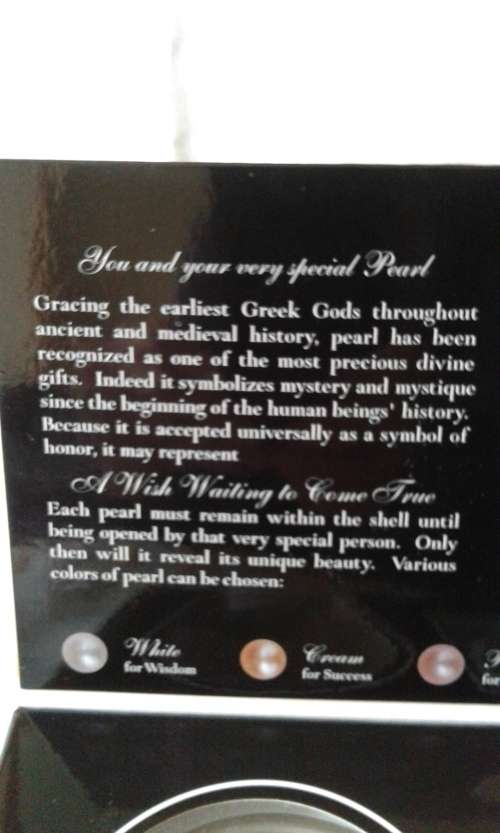 You and your very special Pearl
Gracing the earliest Greek Gods throughout
ancient and medieval history, pearl has been
recognized as one of the most precious divine
gifts. Indeed it symbolizes mystery and mystique
since the beginning of the human beings' history.
Because it is accepted universally as a symbol of
honor, it may represent
A Wish Waiting to Come True
Each pearl must remain within the shell until
being opened by that very special person. Only
then will it reveal its unique beauty. Various
colors of pearl can be chosen:
White
for Wisdom
Cream
for Success
for